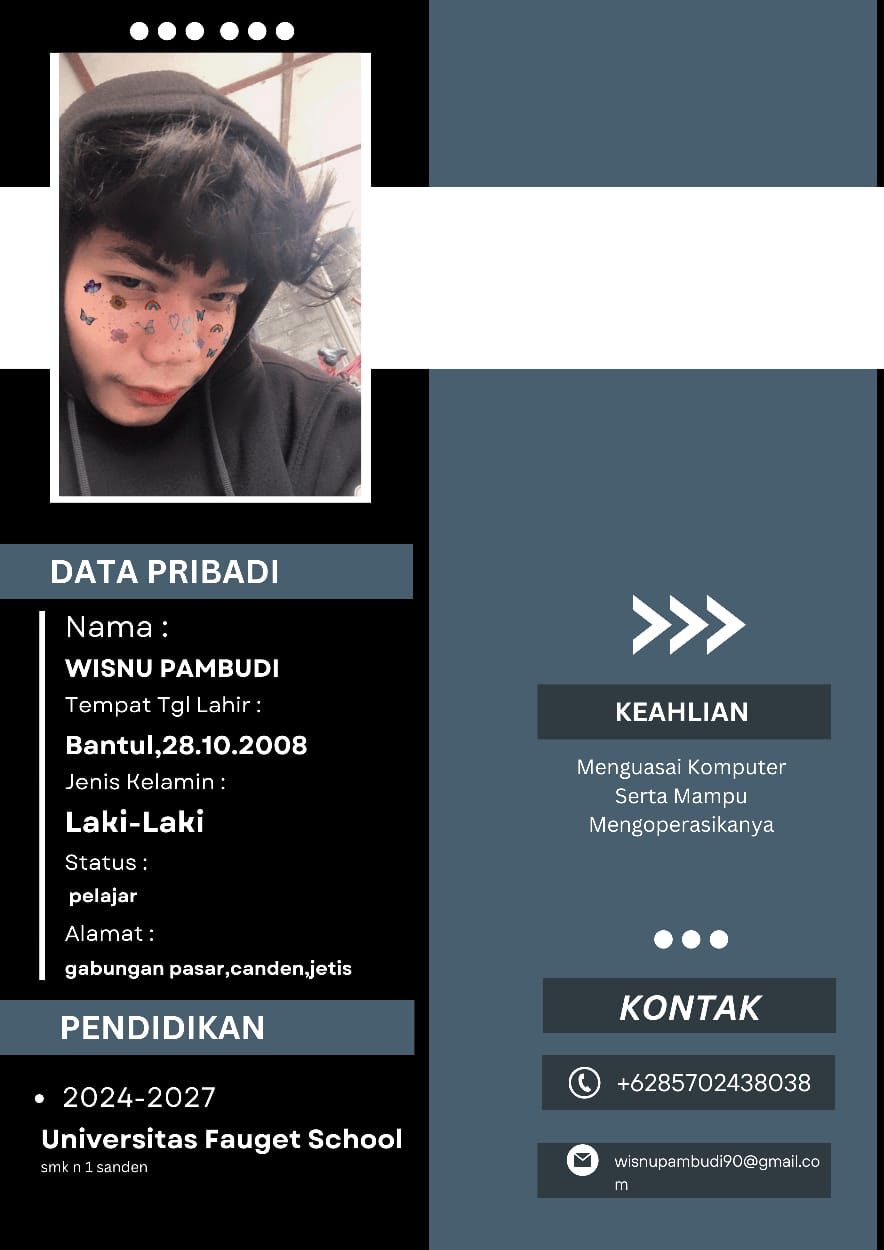 DATA PRIBADI
Nama :
WISNU PAMBUDI
Tempat Tgl Lahir :
Bantul,28.10.2008
Jenis Kelamin :
Laki-Laki
Status :
pelajar
Alamat :
gabungan pasar,canden,jetis
PENDIDIKAN
• 2024-2027
Universitas Fauget School
smk n 1 sanden
KEAHLIAN
Menguasai Komputer
Serta Mampu
Mengoperasikanya
KONTAK
+6285702438038
wisnupambudi90@gmail.co
m